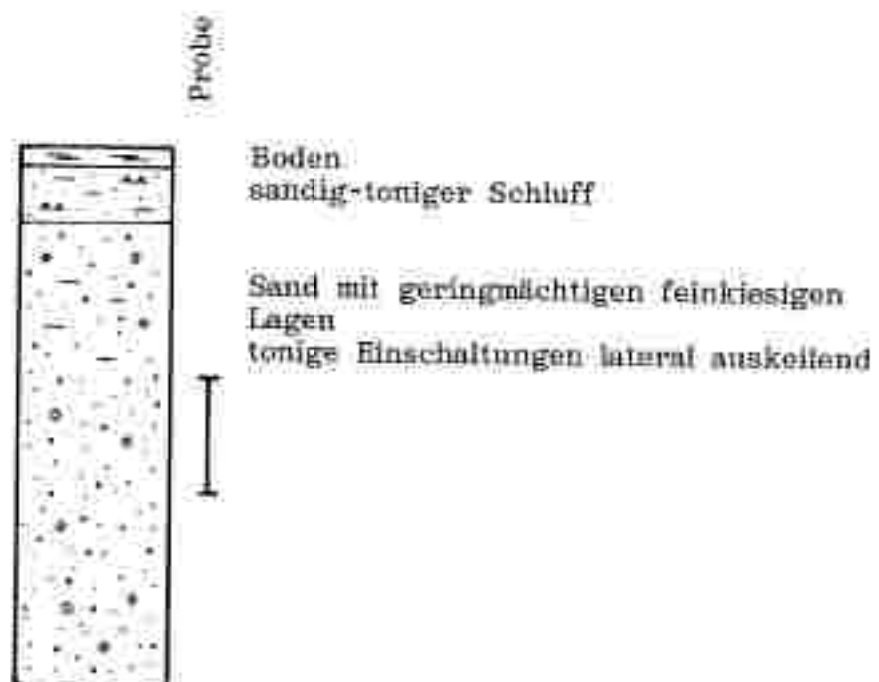 Probe
Boden
sandig-toniger Schluff
Sand mit geringmächtigen feinkiesigen
Lagen
tonige Einschaltungen lateral auskeilend